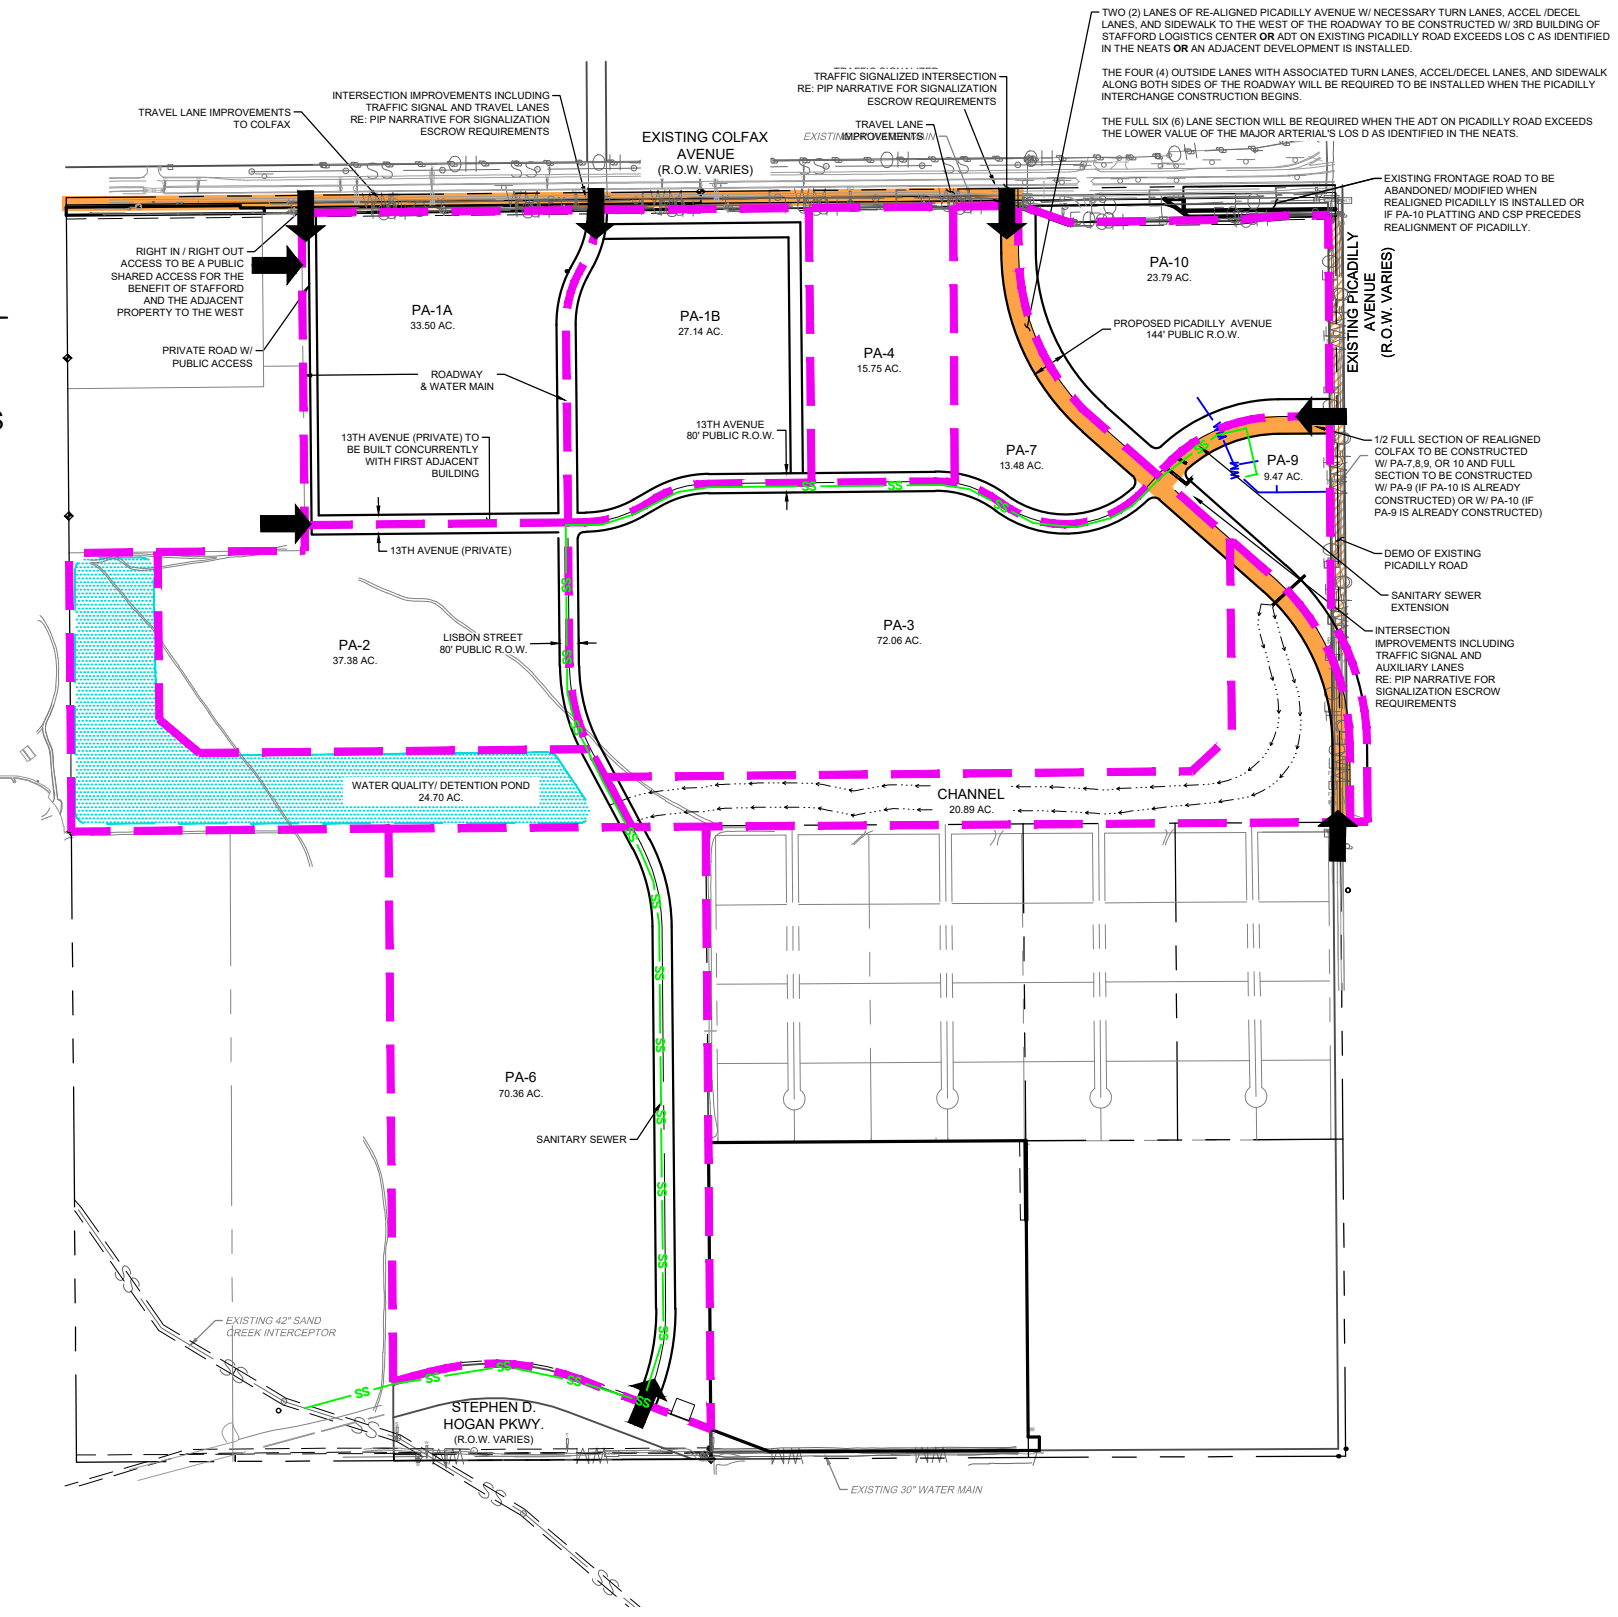 TWO (2) LANES OF RE-ALIGNED PICADILLY AVENUE W/ NECESSARY TURN LANES, ACCEL /DECEL
LANES, AND SIDEWALK TO THE WEST OF THE ROADWAY TO BE CONSTRUCTED W/ 3RD BUILDING OF
STAFFORD LOGISTICS CENTER OR ADT ON EXISTING PICADILLY ROAD EXCEEDS LOS C AS IDENTIFIED
IN THE NEATS OR AN ADJACENT DEVELOPMENT IS INSTALLED.
THE FOUR (4) OUTSIDE LANES WITH ASSOCIATED TURN LANES, ACCEL/DECEL LANES, AND SIDEWALK
ALONG BOTH SIDES OF THE ROADWAY WILL BE REQUIRED TO BE INSTALLED WHEN THE PICADILLY
INTERCHANGE CONSTRUCTION BEGINS.
THE FULL SIX (6) LANE SECTION WILL BE REQUIRED WHEN THE ADT ON PICADILLY ROAD EXCEEDS
THE LOWER VALUE OF THE MAJOR ARTERIAL'S LOS D AS IDENTIFIED IN THE NEATS.
TRAVEL LANE IMPROVEMENTS
TO COLFAX
INTERSECTION IMPROVEMENTS INCLUDING
TRAFFIC SIGNAL AND TRAVEL LANES
RE: PIP NARRATIVE FOR SIGNALIZATION
ESCROW REQUIREMENTS
EXISTING COLFAX
AVENUE
(R.O.W. VARIES)
TRAFFIC SIGNALIZED INTERSECTION
RE: PIP NARRATIVE FOR SIGNALIZATION
ESCROW REQUIREMENTS
TRAVEL LANE
IMPROVEMENTS
EXISTING FRONTAGE ROAD TO BE
ABANDONED/ MODIFIED WHEN
REALIGNED PICADILLY IS INSTALLED OR
IF PA-10 PLATTING AND CSP PRECEDES
REALIGNMENT OF PICADILLY.
EXISTING PICADILLY
AVENUE
(R.O.W. VARIES)
RIGHT IN / RIGHT OUT
ACCESS TO BE A PUBLIC
SHARED ACCESS FOR THE
BENEFIT OF STAFFORD
AND THE ADJACENT
PROPERTY TO THE WEST
PRIVATE ROAD W/
PUBLIC ACCESS
PA-1A
33.50 AC.
PA-1B
27.14 AC.
PA-4
15.75 AC.
PA-10
23.79 AC.
PROPOSED PICADILLY AVENUE
144' PUBLIC R.O.W.
ROADWAY
& WATER MAIN
13TH AVENUE (PRIVATE) TO
BE BUILT CONCURRENTLY
WITH FIRST ADJACENT
BUILDING
13TH AVENUE
80' PUBLIC R.O.W.
PA-7
13.48 AC.
PA-9
9.47 AC.
1/2 FULL SECTION OF REALIGNED
COLFAX TO BE CONSTRUCTED
W/ PA-7,8,9, OR 10 AND FULL
SECTION TO BE CONSTRUCTED
W/ PA-9 (IF PA-10 IS ALREADY
CONSTRUCTED) OR W/ PA-10 (IF
PA-9 IS ALREADY CONSTRUCTED)
13TH AVENUE (PRIVATE)
DEMO OF EXISTING
PICADILLY ROAD
SANITARY SEWER
EXTENSION
INTERSECTION
IMPROVEMENTS INCLUDING
TRAFFIC SIGNAL AND
AUXILIARY LANES
RE: PIP NARRATIVE FOR
SIGNALIZATION ESCROW
REQUIREMENTS
PA-2
37.38 AC.
LISBON STREET
80' PUBLIC R.O.W.
PA-3
72.06 AC.
WATER QUALITY/ DETENTION POND
24.70 AC.
CHANNEL
20.89 AC.
PA-6
70.36 AC.
SANITARY SEWER
EXISTING 42" SAND
CREEK INTERCEPTOR
STEPHEN D.
HOGAN PKWY.
(R.O.W. VARIES)
EXISTING 30" WATER MAIN